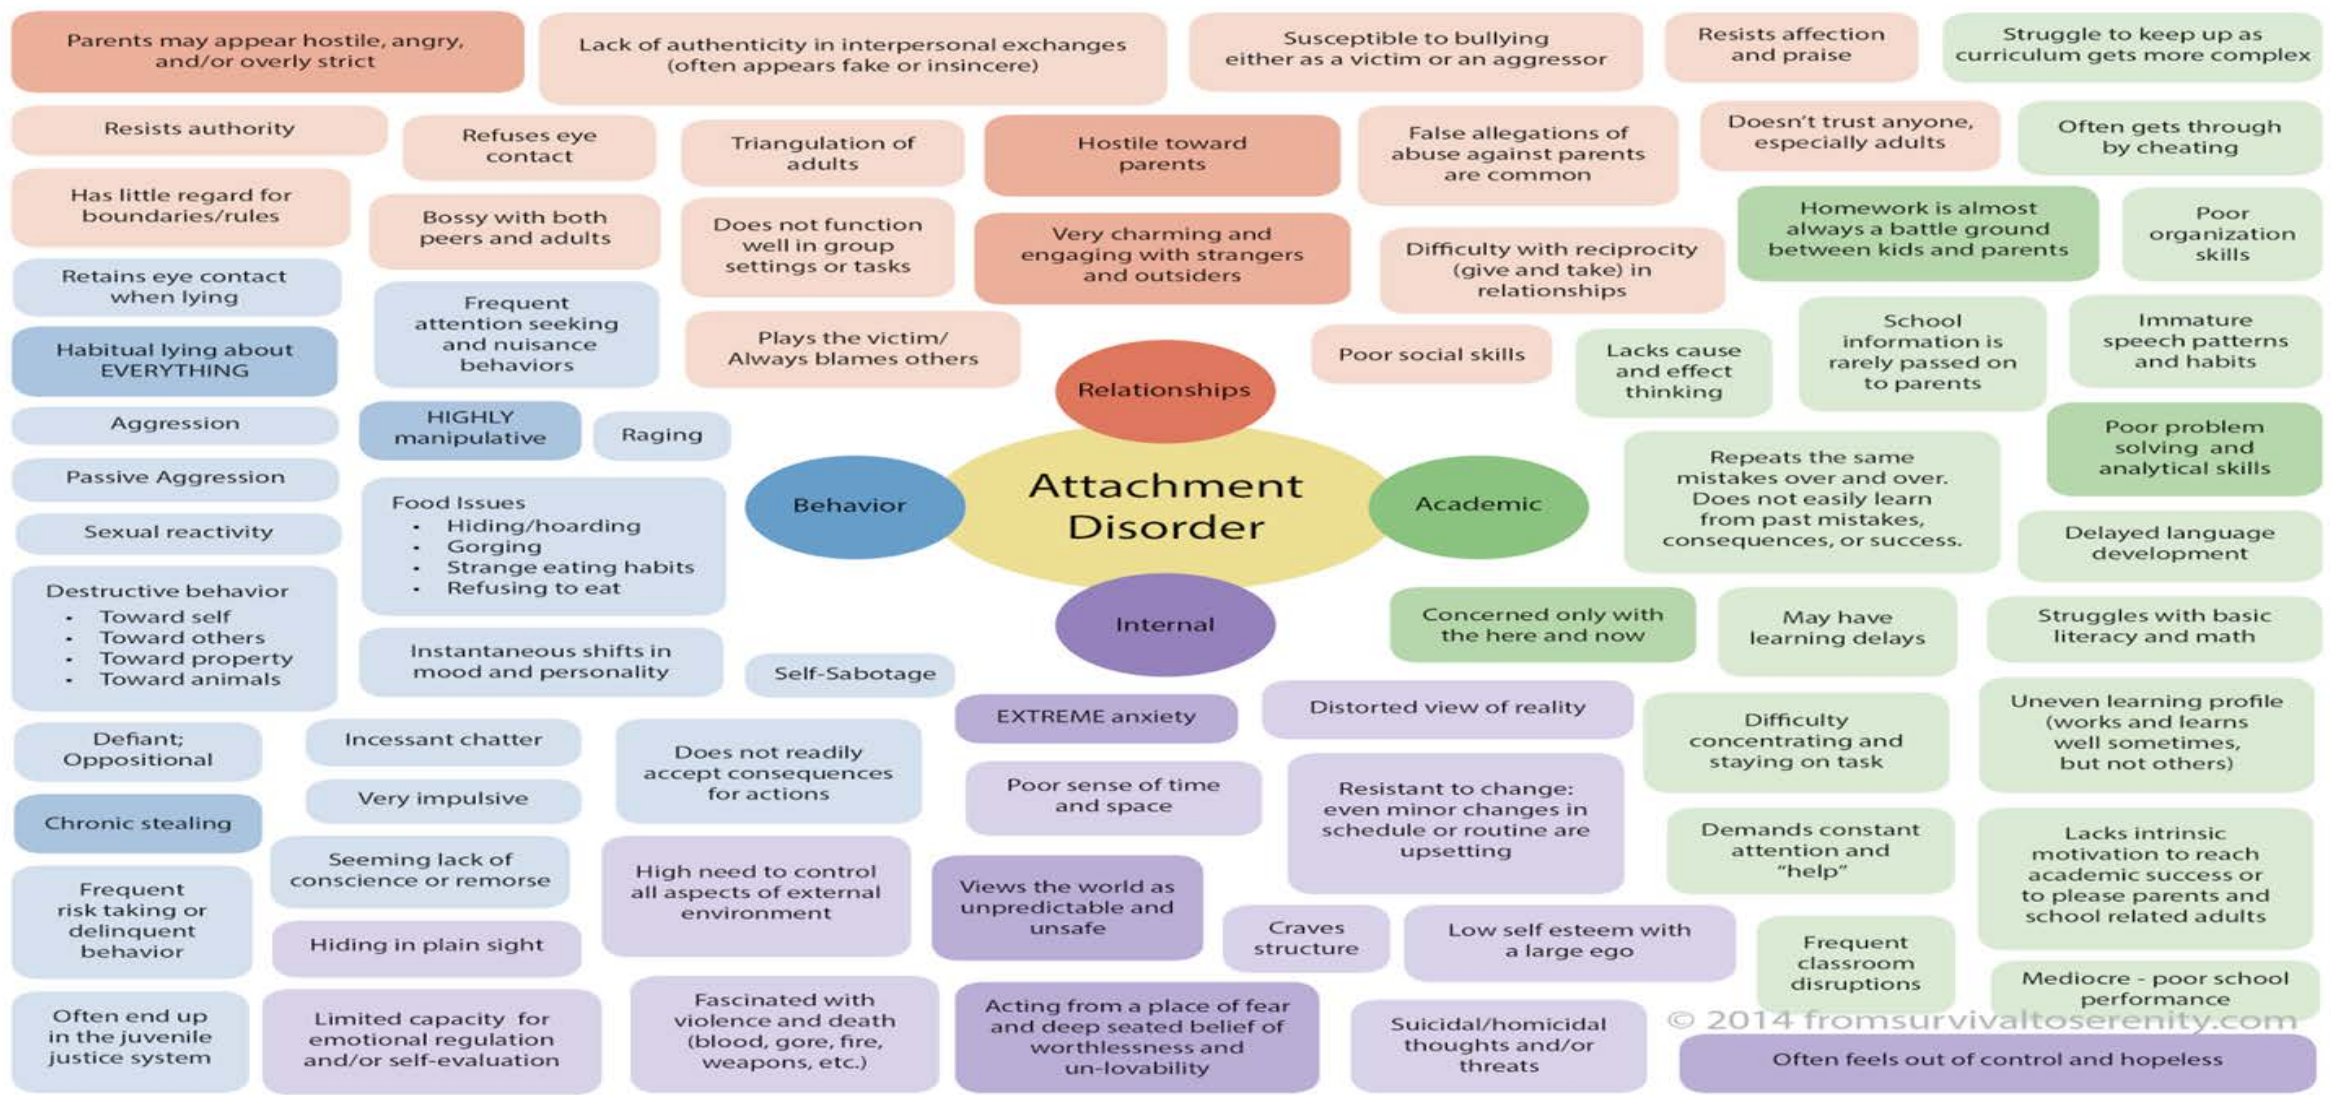 Parents may appear hostile, angry,
and/or overly strict
Lack of authenticity in interpersonal exchanges
(often appears fake or insincere)
Susceptible to bullying
either as a victim or an aggressor
Resists affection
and praise
Struggle to keep up as
curriculum gets more complex
Resists authority
Refuses eye
contact
Triangulation of
adults
Hostile toward
parents
False allegations of
abuse against parents
are common
Doesn't trust anyone,
especially adults
Often gets through
by cheating
Has little regard for
boundaries/rules
Bossy with both
peers and adults
Does not function
well in group
settings or tasks
Very charming and
engaging with strangers
and outsiders
Difficulty with reciprocity
(give and take) in
relationships
Homework is almost
always a battle ground
between kids and parents
Poor
organization
skills
Retains eye contact
when lying
Frequent
attention seeking
and nuisance
behaviors
Plays the victim/
Always blames others
Poor social skills
Lacks cause
and effect
thinking
School
information is
rarely passed on
to parents
Immature
speech patterns
and habits
Habitual lying about
EVERYTHING
Relationships
Aggression
HIGHLY
manipulative
Raging
Poor problem
solving and
analytical skills
Passive Aggression
Food Issues
• Hiding/hoarding
• Gorging
• Strange eating habits
• Refusing to eat
Behavior
Attachment
Disorder
Academic
Repeats the same
mistakes over and over.
Does not easily learn
from past mistakes,
consequences, or success.
Sexual reactivity
Delayed language
development
Destructive behavior
• Toward self
• Toward others
• Toward property
• Toward animals
Internal
Concerned only with
the here and now
May have
learning delays
Struggles with basic
literacy and math
Instantaneous shifts in
mood and personality
Self-Sabotage
EXTREME anxiety
Distorted view of reality
Difficulty
concentrating and
staying on task
Uneven learning profile
(works and learns
well sometimes,
but not others)
Defiant;
Oppositional
Incessant chatter
Does not readily
accept consequences
for actions
Poor sense of time
and space
Resistant to change:
even minor changes in
schedule or routine are
upsetting
Very impulsive
Chronic stealing
Demands constant
attention and
"help"
Lacks intrinsic
motivation to reach
academic success or
to please parents and
school related adults
Seeming lack of
conscience or remorse
High need to control
all aspects of external
environment
Views the world as
unpredictable and
unsafe
Frequent
risk taking or
delinquent
behavior
Hiding in plain sight
Craves
structure
Low self esteem with
a large ego
Frequent
classroom
disruptions
Mediocre - poor school
performance
Often end up
in the juvenile
justice system
Limited capacity for
emotional regulation
and/or self-evaluation
Fascinated with
violence and death
(blood, gore, fire,
weapons, etc.)
Acting from a place of fear
and deep seated belief of
worthlessness and
un-lovability
Suicidal/homicidal
thoughts and/or
threats
© 2014 fromsurvivaltoserenity.com
Often feels out of control and hopeless